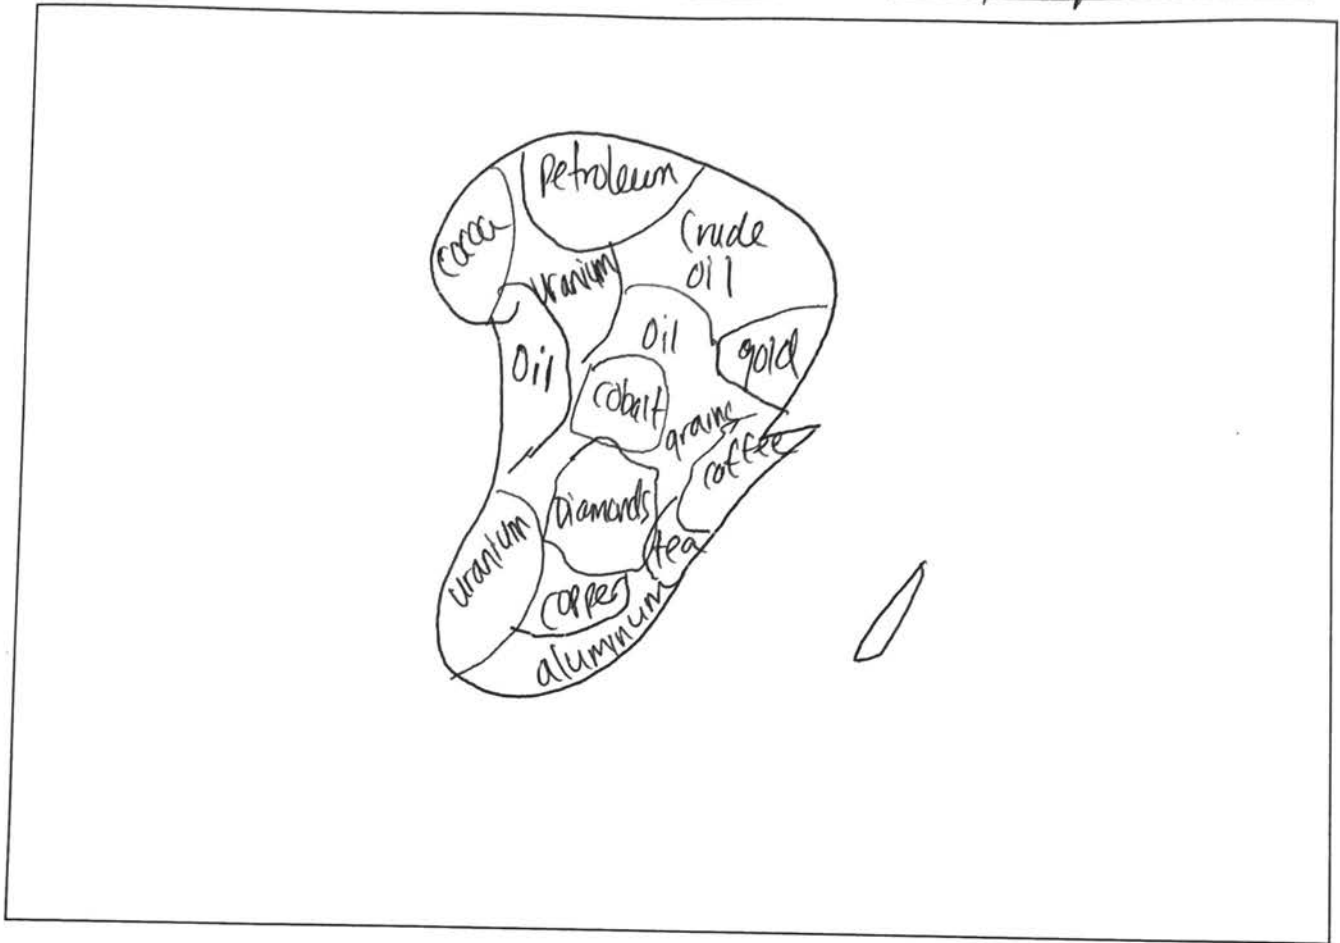 Petroleum
Crude
oil
cocoa
uranium
oil
oil
gold
cobalt
grains
coffee
Diamonds
tea
uranium
copper
aluminum